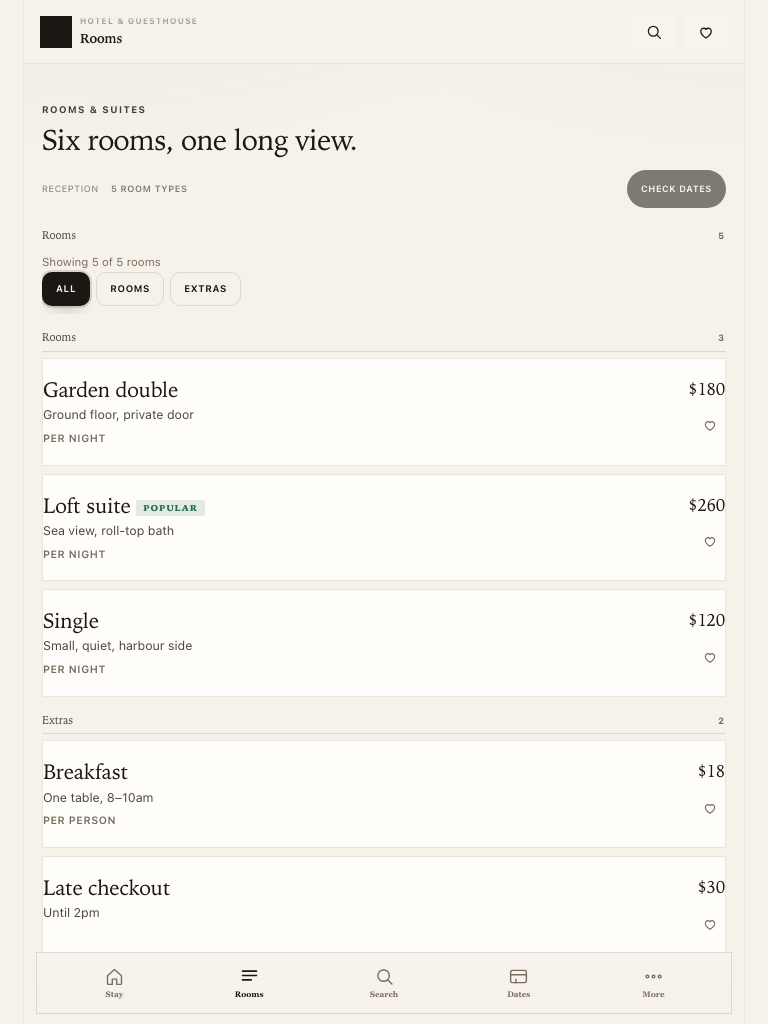 HOTEL & GUESTHOUSE
Rooms
ROOMS & SUITES
Six rooms, one long view.
RECEPTION 5 ROOM TYPES
CHECK DATES
Rooms 5
Showing 5 of 5 rooms
ALL ROOMS EXTRAS
Rooms 3
Garden double $180
Ground floor, private door
PER NIGHT
Loft suite POPULAR $260
Sea view, roll-top bath
PER NIGHT
Single $120
Small, quiet, harbour side
PER NIGHT
Extras 2
Breakfast $18
One table, 8–10am
PER PERSON
Late checkout $30
Until 2pm
Stay Rooms Search Dates More